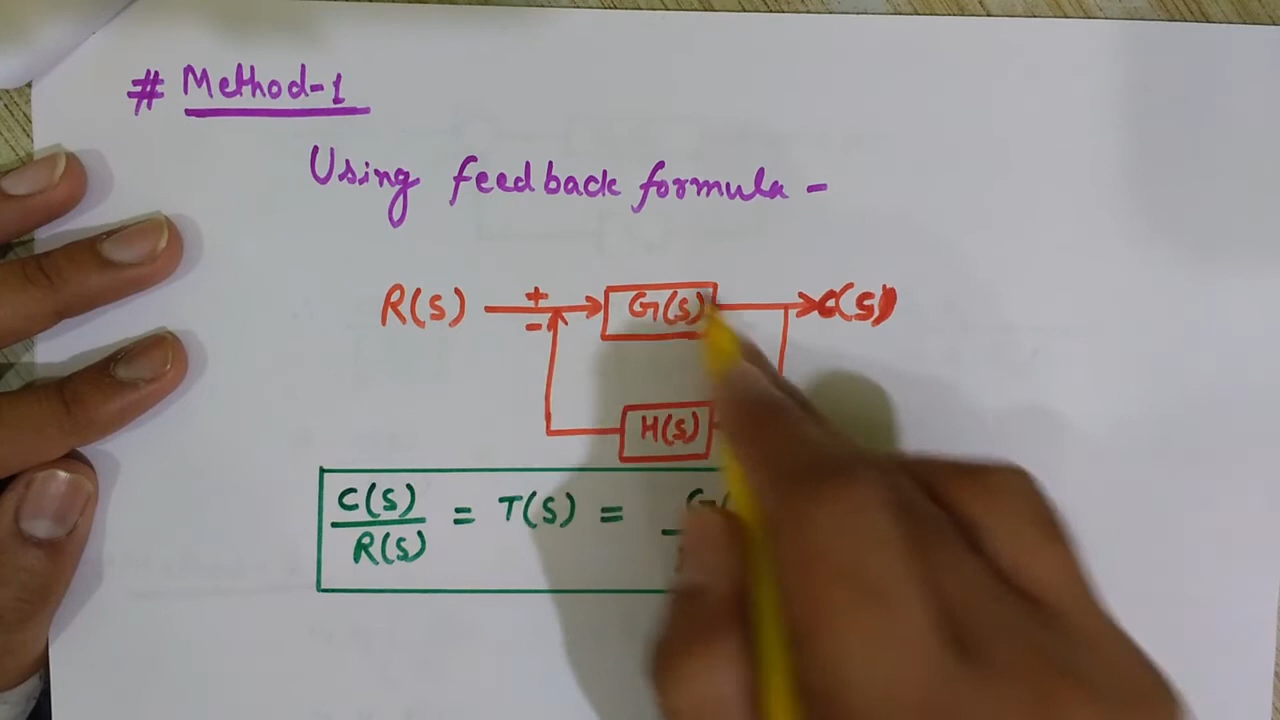 # Method-1
Using feedback formula -
R(s) + G(s) C(s)
-
H(s)
C(s) = T(s) =
R(s)